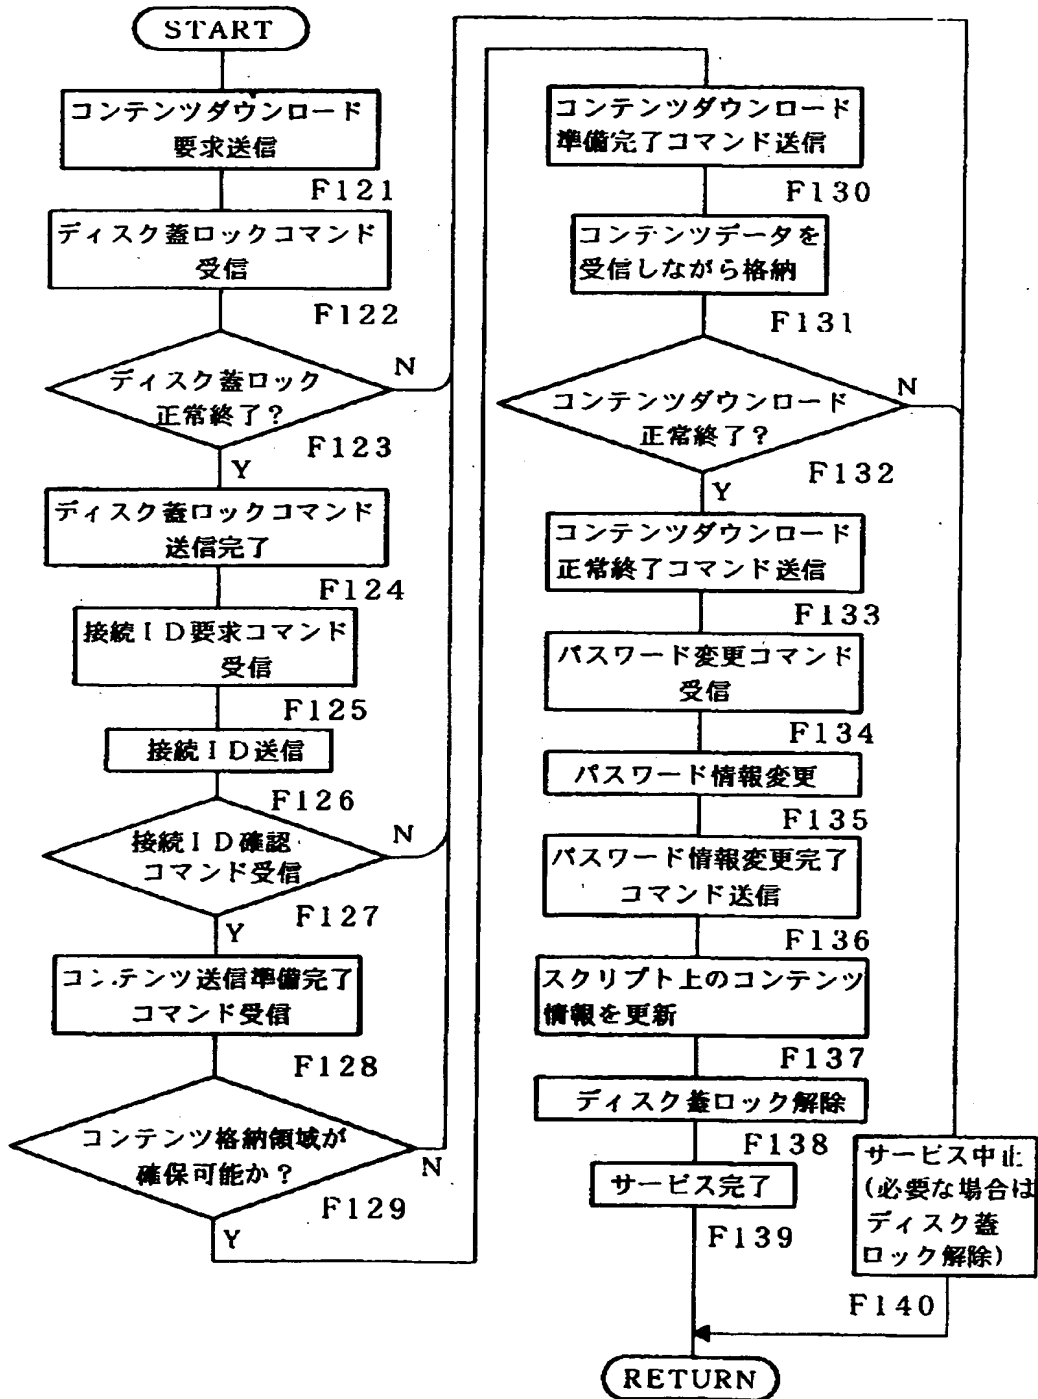 START
コンテンツダウンロード
要求送信
F121
ディスク蓋ロックコマンド
受信
F122
ディスク蓋ロック
正常終了?
N
F123
Y
ディスク蓋ロックコマンド
送信完了
F124
接続ID要求コマンド
受信
F125
接続ID送信
F126
接続ID確認
コマンド受信
N
F127
Y
コンテンツ送信準備完了
コマンド受信
F128
コンテンツ格納領域が
確保可能か?
N
F129
Y
コンテンツダウンロード
準備完了コマンド送信
F130
コンテンツデータを
受信しながら格納
F131
コンテンツダウンロード
正常終了?
N
F132
Y
コンテンツダウンロード
正常終了コマンド送信
F133
パスワード変更コマンド
受信
F134
パスワード情報変更
F135
パスワード情報変更完了
コマンド送信
F136
スクリプト上のコンテンツ
情報を更新
F137
ディスク蓋ロック解除
F138
サービス完了
F139
サービス中止
(必要な場合は
ディスク蓋
ロック解除)
F140
RETURN